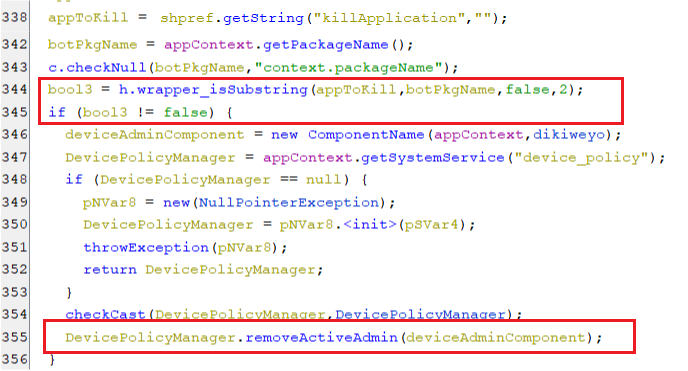 338 appToKill = shpref.getString("killApplication","");
342 botPkgName = appContext.getPackageName();
343 c.checkNull(botPkgName,"context.packageName");
344 bool3 = h.wrapper_isSubstring(appToKill,botPkgName,false,2);
345 if (bool3 != false) {
346 deviceAdminComponent = new ComponentName(appContext,dikiweyo);
347 DevicePolicyManager = appContext.getSystemService("device_policy");
348 if (DevicePolicyManager == null) {
349 pNVar8 = new(NullPointerException);
350 DevicePolicyManager = pNVar8.<init>(pSVar4);
351 throwException(pNVar8);
352 return DevicePolicyManager;
353 }
354 checkCast(DevicePolicyManager,DevicePolicyManager);
355 DevicePolicyManager.removeActiveAdmin(deviceAdminComponent);
356 }